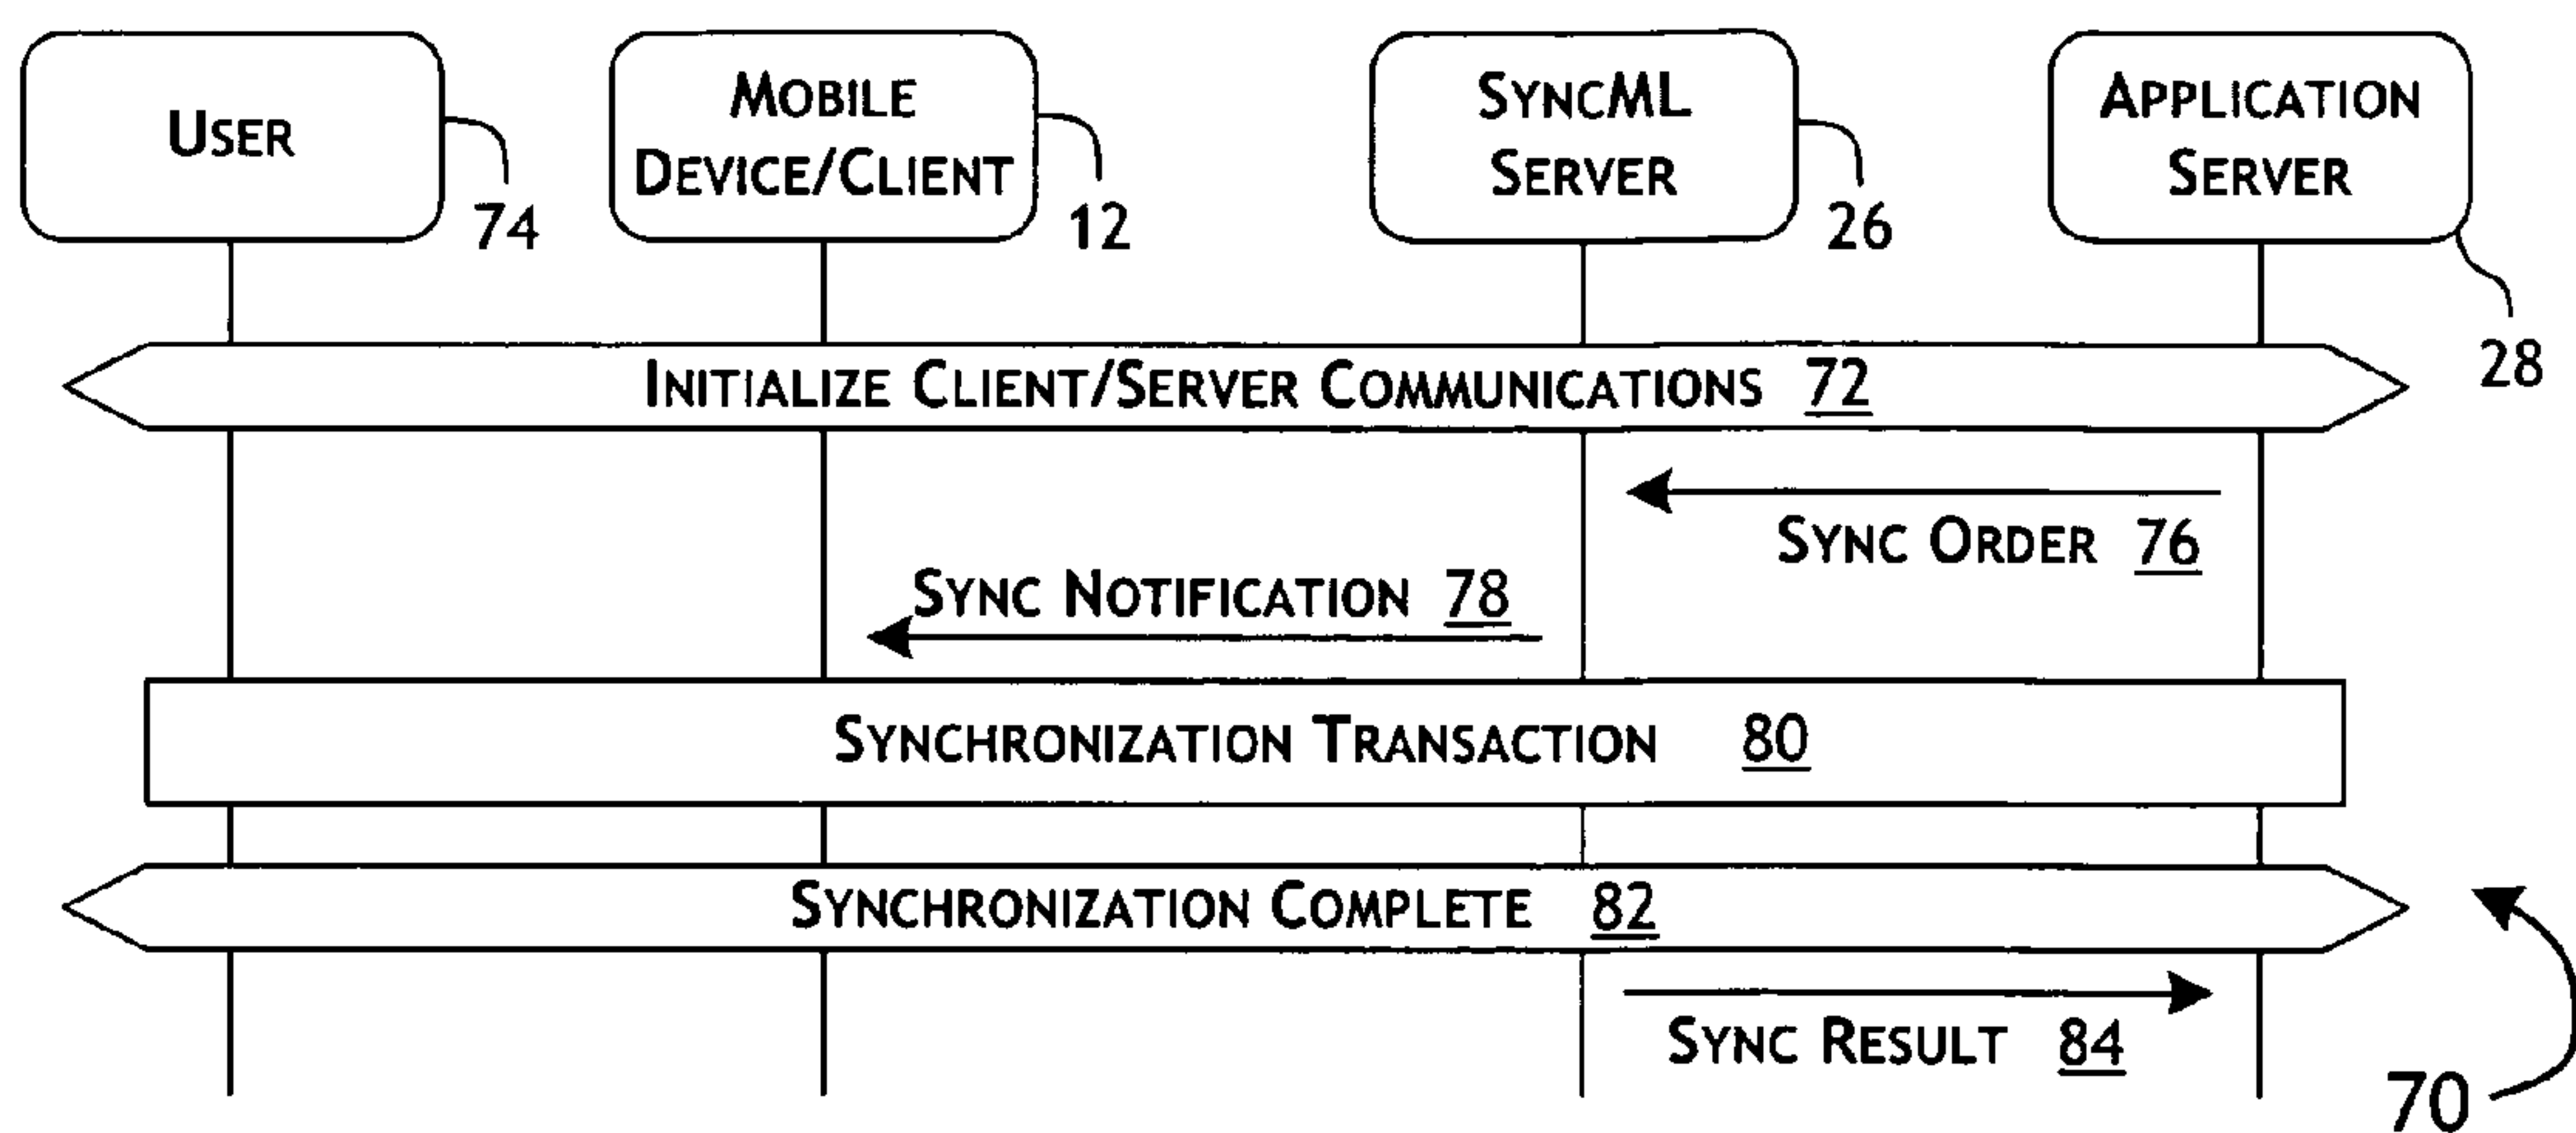 USER
74
MOBILE
DEVICE/CLIENT
12
SYNCML
SERVER
26
APPLICATION
SERVER
28
INITIALIZE CLIENT/SERVER COMMUNICATIONS 72
SYNC ORDER 76
SYNC NOTIFICATION 78
SYNCHRONIZATION TRANSACTION 80
SYNCHRONIZATION COMPLETE 82
SYNC RESULT 84
70